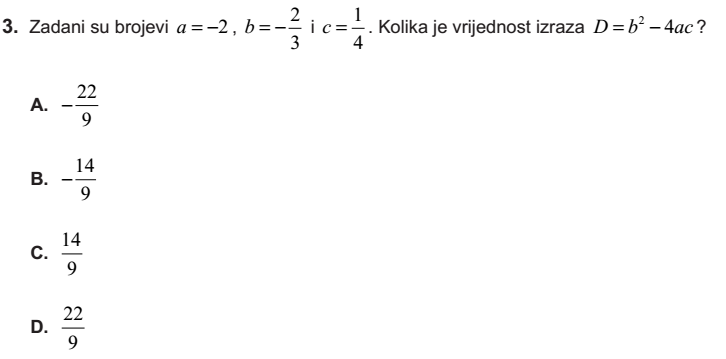 3. Zadani su brojevi a = −2, b = −2/3 i c = 1/4. Kolika je vrijednost izraza D = b² − 4ac?
A. −22/9
B. −14/9
C. 14/9
D. 22/9